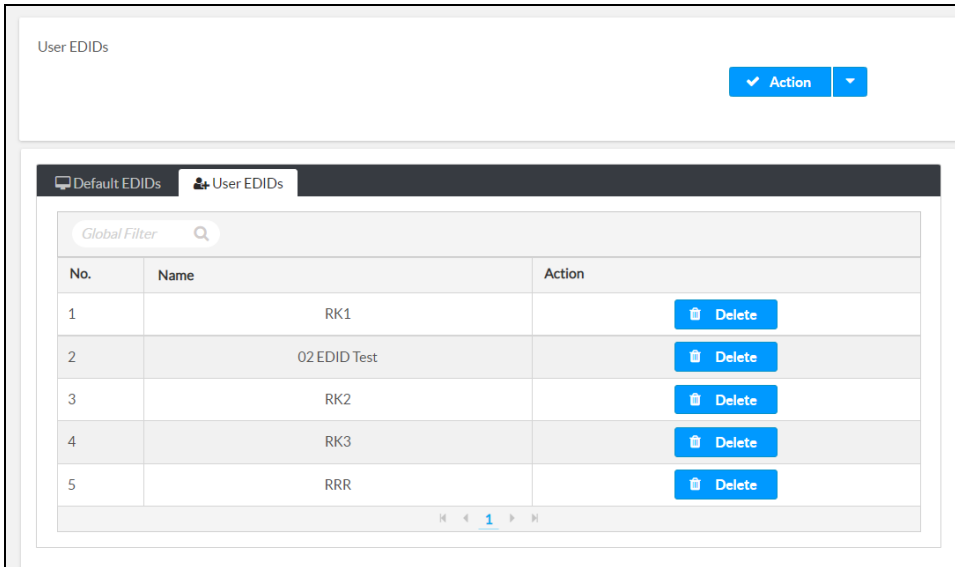 User EDIDs
Action
Default EDIDs User EDIDs
Global Filter
No. Name Action
1 RK1 Delete
2 02 EDID Test Delete
3 RK2 Delete
4 RK3 Delete
5 RRR Delete
1